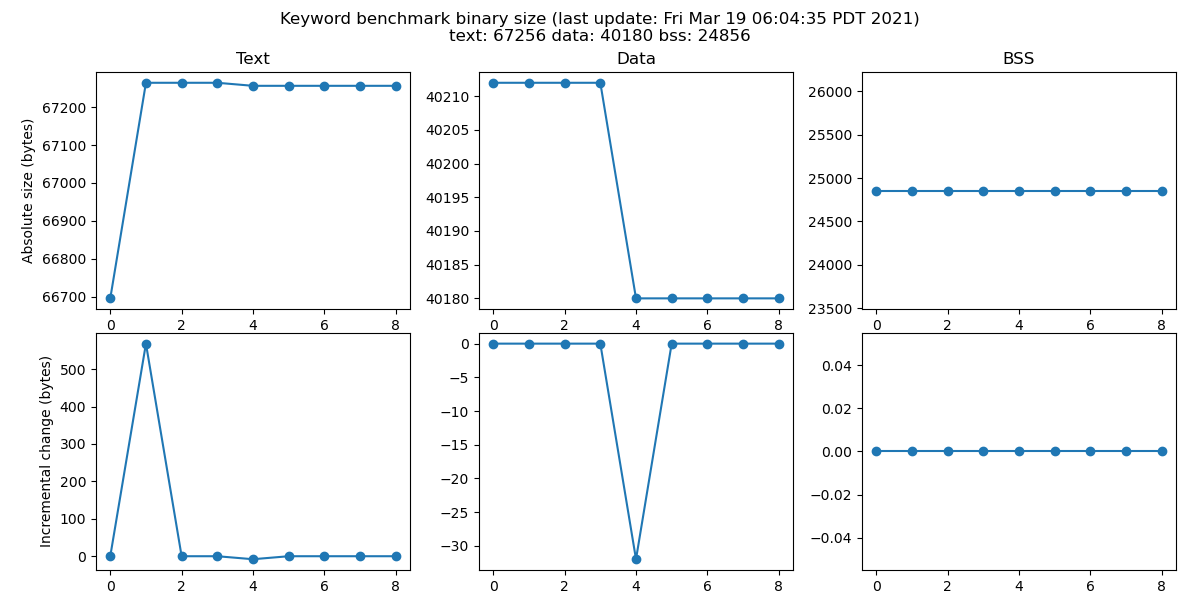 Keyword benchmark binary size (last update: Fri Mar 19 06:04:35 PDT 2021)
text: 67256 data: 40180 bss: 24856
Text
Data
BSS
Absolute size (bytes)
67200
67100
67000
66900
66800
66700
0 2 4 6 8
40210
40205
40200
40195
40190
40185
40180
0 2 4 6 8
26000
25500
25000
24500
24000
23500
0 2 4 6 8
Incremental change (bytes)
500
400
300
200
100
0
0 2 4 6 8
0
−5
−10
−15
−20
−25
−30
0 2 4 6 8
0.04
0.02
0.00
−0.02
−0.04
0 2 4 6 8